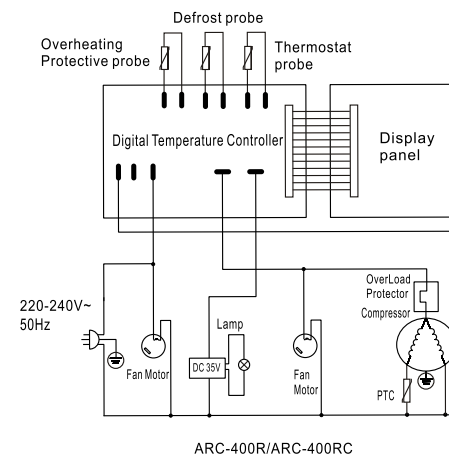 Defrost probe
Overheating
Protective probe
Thermostat
probe
Digital Temperature Controller
Display
panel
OverLoad
Protector
Compressor
220-240V~
50Hz
Lamp
Fan Motor
DC 35V
Fan
Motor
PTC
ARC-400R/ARC-400RC